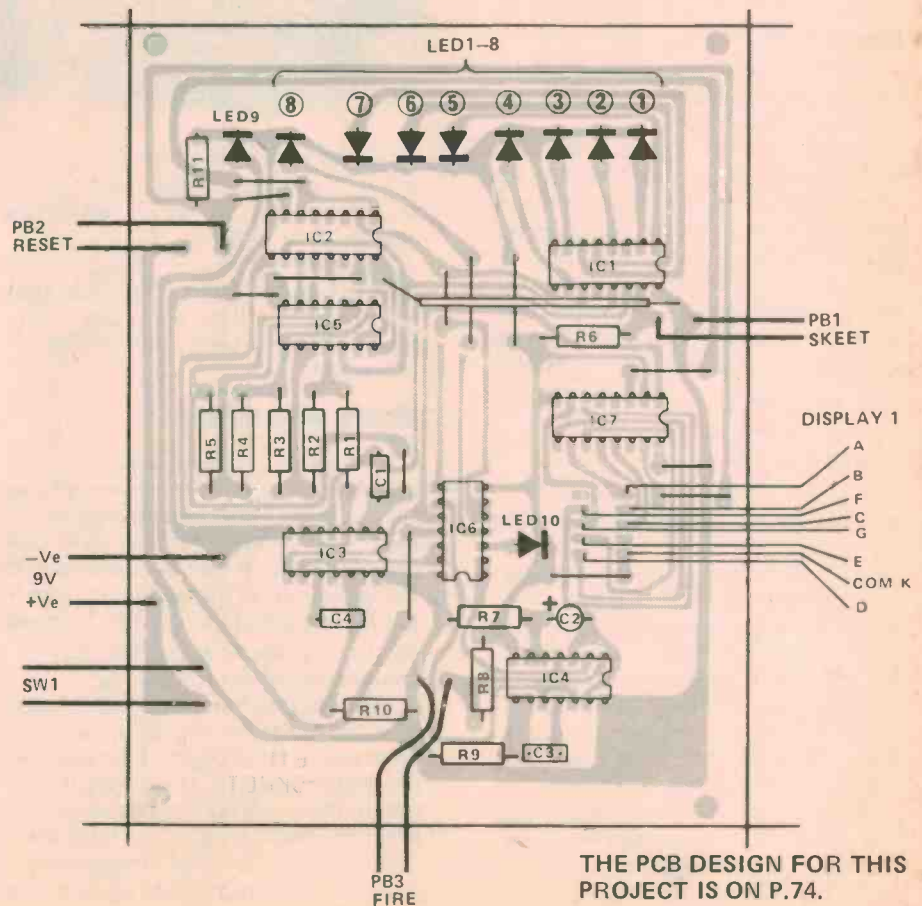 LED1–8
8 7 6 5 4 3 2 1
LED9
R11
PB2
RESET
IC2
IC1
PB1
SKEET
IC5
R6
R5
R4
R3
R2
R1
C1
IC7
DISPLAY 1
A
B
F
C
G
E
COM K
D
IC6
LED10
IC3
–Ve
9V
+Ve
C4
R7
+
C2
SW1
R8
IC4
R10
R9
C3
PB3
FIRE
THE PCB DESIGN FOR THIS
PROJECT IS ON P.74.